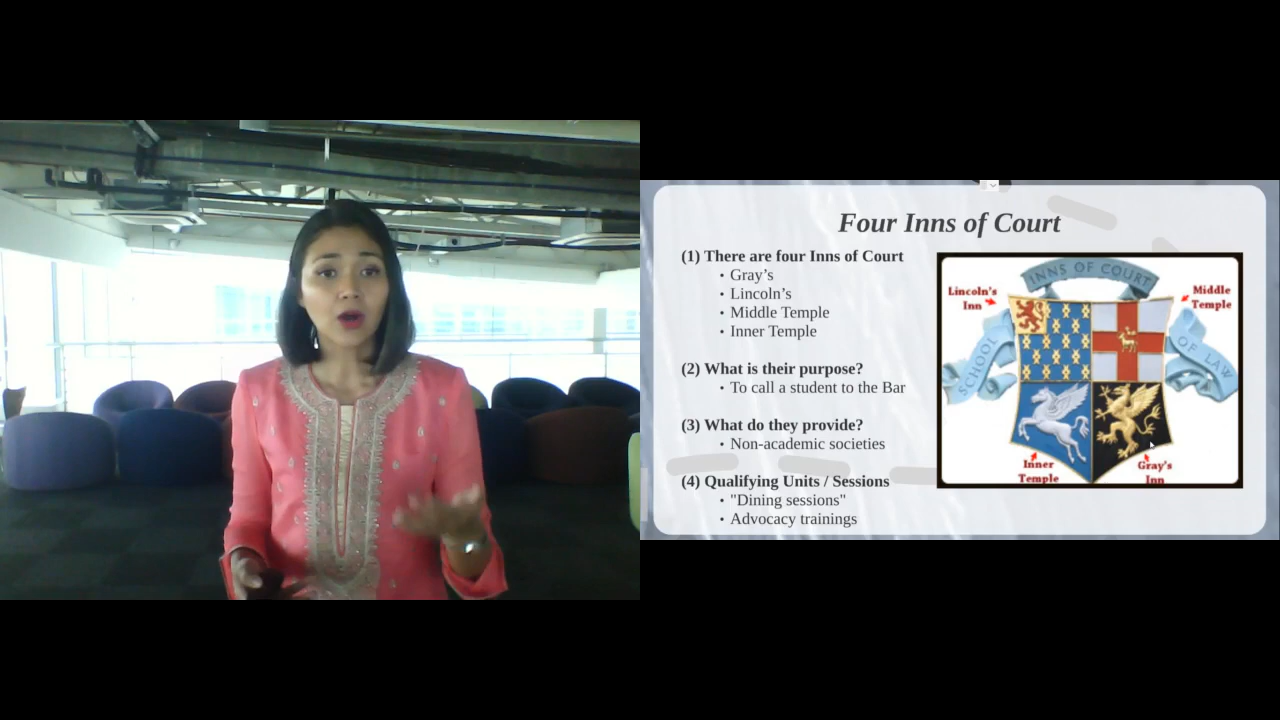 Four Inns of Court
(1) There are four Inns of Court
• Gray's
• Lincoln's
• Middle Temple
• Inner Temple
(2) What is their purpose?
• To call a student to the Bar
(3) What do they provide?
• Non-academic societies
(4) Qualifying Units / Sessions
• "Dining sessions"
• Advocacy trainings
INNS OF COURT
Lincoln's
Inn
Middle
Temple
SCHOOL
OF LAW
Inner
Temple
Gray's
Inn